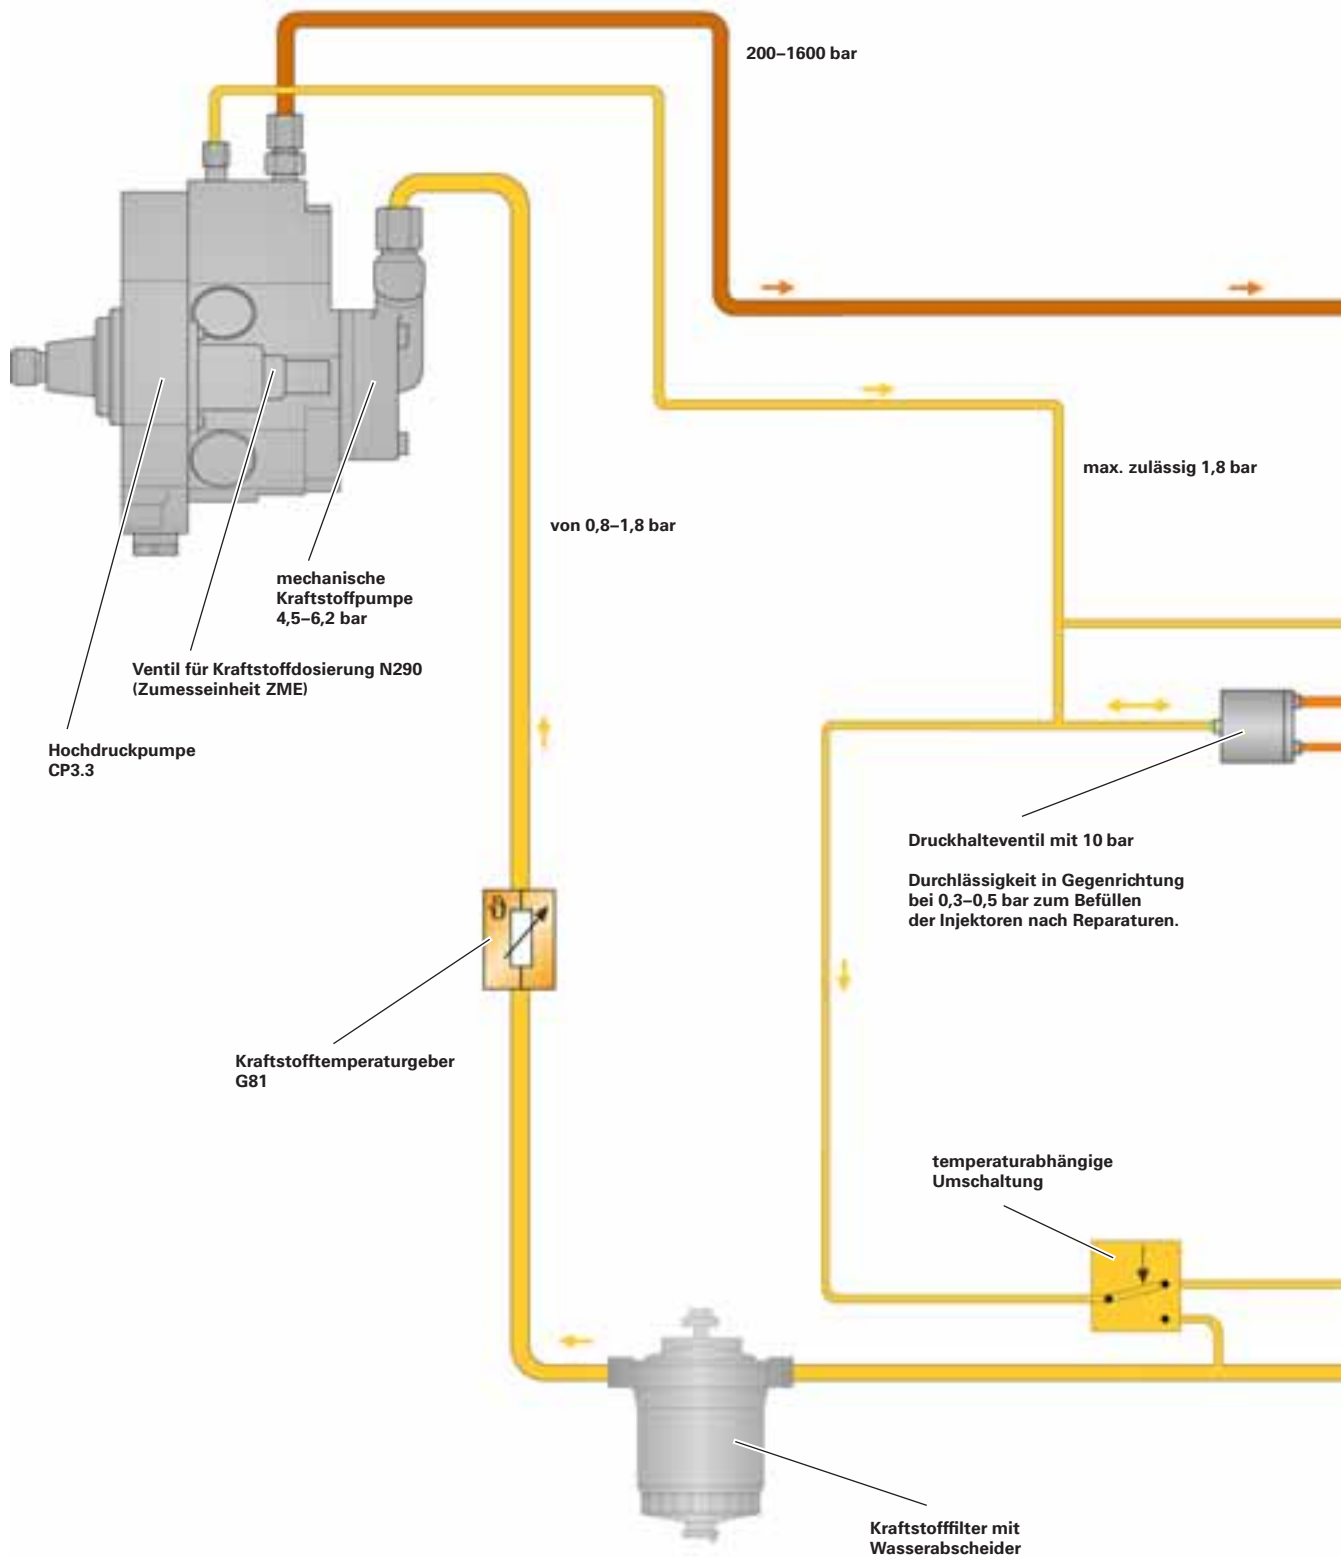 200–1600 bar
max. zulässig 1,8 bar
von 0,8–1,8 bar
mechanische
Kraftstoffpumpe
4,5–6,2 bar
Ventil für Kraftstoffdosierung N290
(Zumesseinheit ZME)
Hochdruckpumpe
CP3.3
Druckhalteventil mit 10 bar
Durchlässigkeit in Gegenrichtung
bei 0,3–0,5 bar zum Befüllen
der Injektoren nach Reparaturen.
Kraftstofftemperaturgeber
G81
temperaturabhängige
Umschaltung
Kraftstofffilter mit
Wasserabscheider